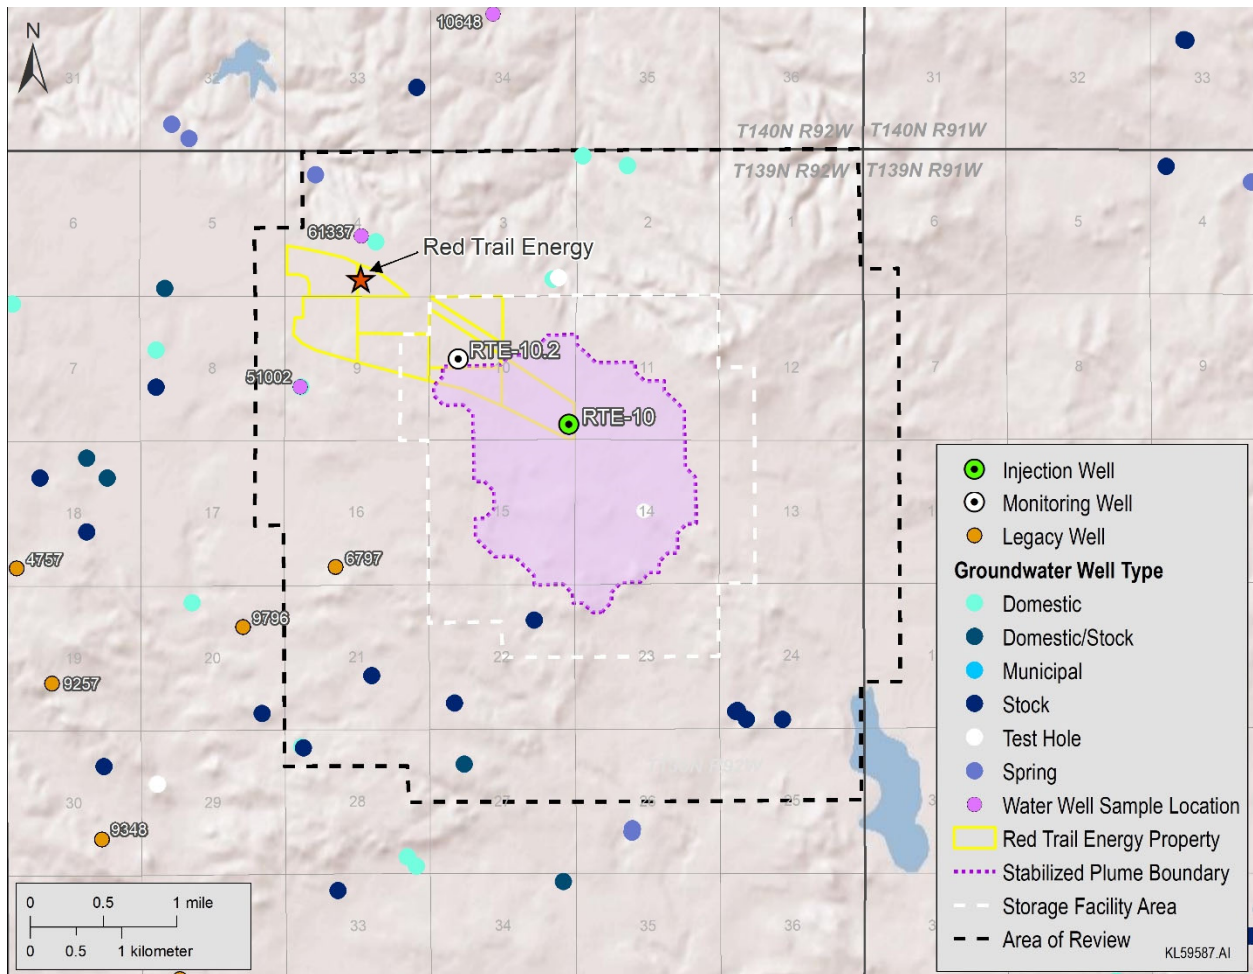 N
10648
31
32
33
34
35
36
31
32
33
T140N R92W
T140N R91W
T139N R92W
T139N R91W
6
5
4
3
2
1
6
5
4
61337
Red Trail Energy
RTE-10.2
7
8
9
10
11
12
7
51002
RTE-10
18
17
16
15
14
13
4757
6797
9796
19
20
21
22
23
24
9257
30
29
28
27
26
25
9348
33
34
35
36
Injection Well
Monitoring Well
Legacy Well
Groundwater Well Type
Domestic
Domestic/Stock
Municipal
Stock
Test Hole
Spring
Water Well Sample Location
Red Trail Energy Property
Stabilized Plume Boundary
Storage Facility Area
Area of Review
KL59587.AI
0 0.5 1 mile
0 0.5 1 kilometer